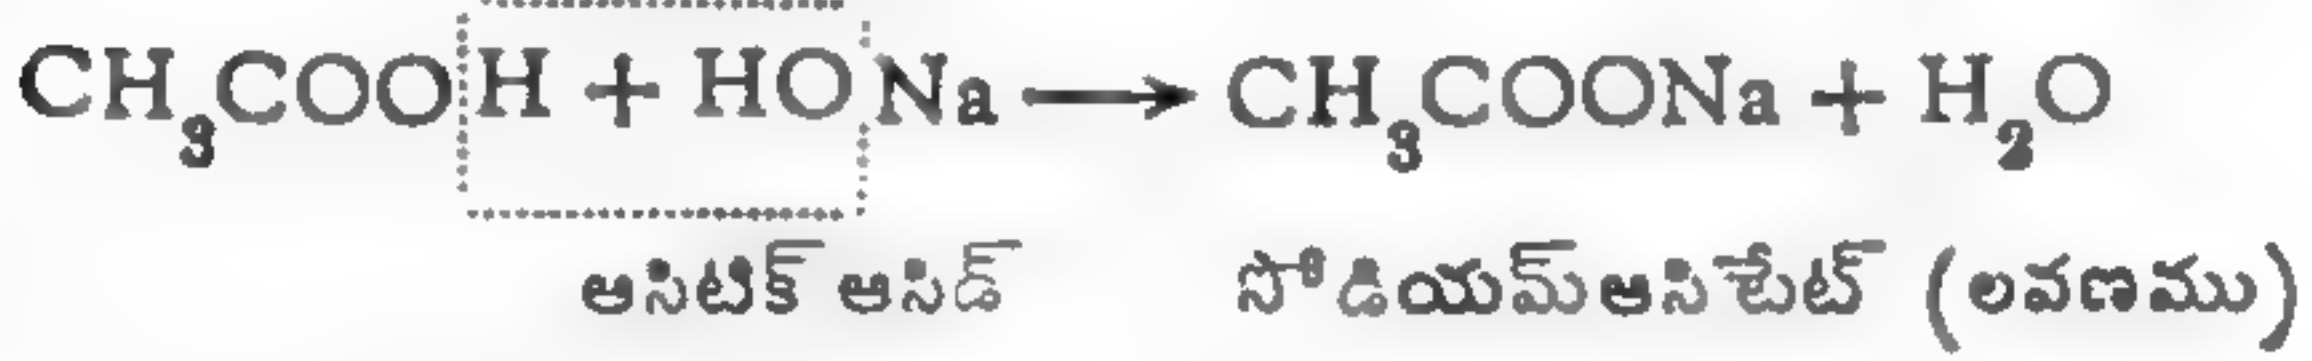 CH₃COOH + HONa ⟶ CH₃COONa + H₂O
ఆసిటిక్ ఆసిడ్ సోడియమ్ఆసిటేట్ (లవణము)